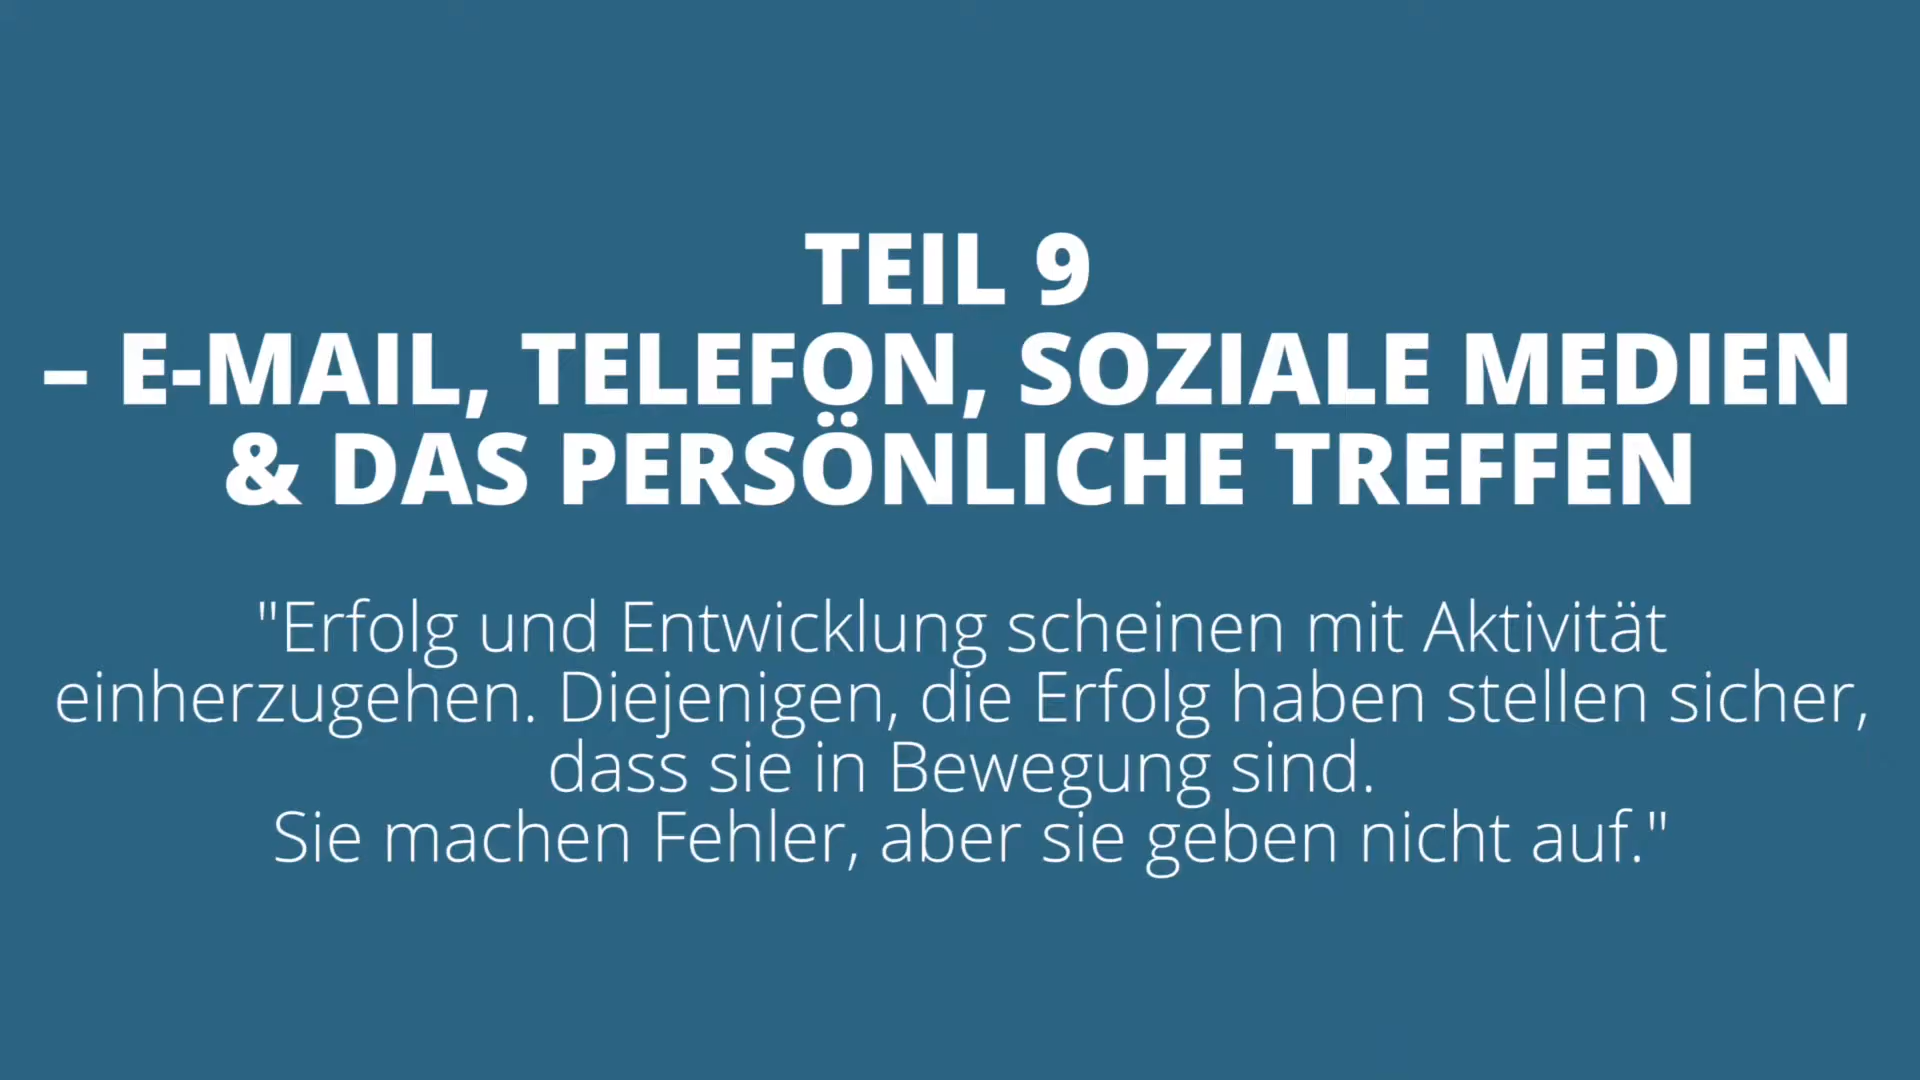 TEIL 9
– E-MAIL, TELEFON, SOZIALE MEDIEN
& DAS PERSÖNLICHE TREFFEN
"Erfolg und Entwicklung scheinen mit Aktivität
einherzugehen. Diejenigen, die Erfolg haben stellen sicher,
dass sie in Bewegung sind.
Sie machen Fehler, aber sie geben nicht auf."